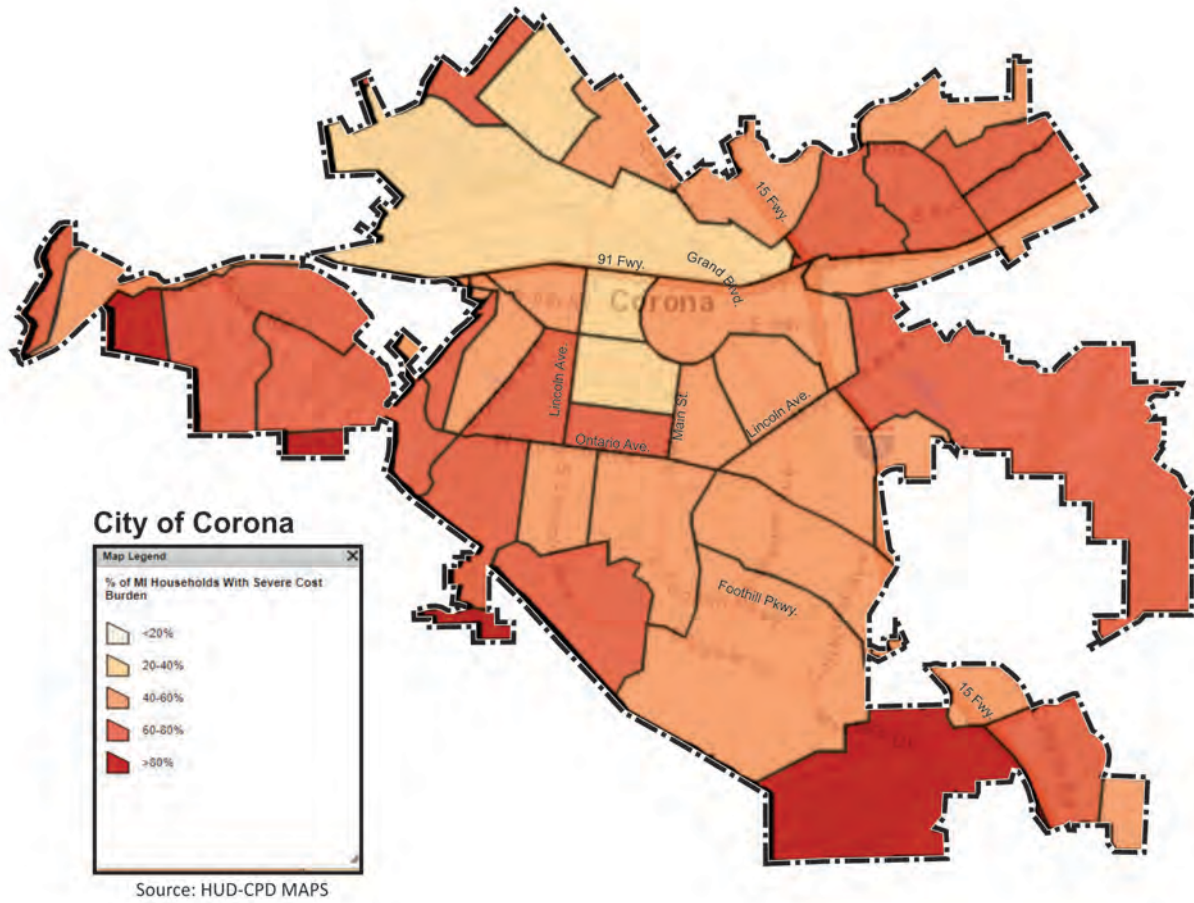 15 Fwy.
91 Fwy.
Grand Blvd.
Corona
Lincoln Ave.
Main St.
Lincoln Ave.
Ontario Ave.
Foothill Pkwy.
15 Fwy.
City of Corona
Map Legend
% of MI Households With Severe Cost
Burden
<20%
20-40%
40-60%
60-80%
>80%
Source: HUD-CPD MAPS